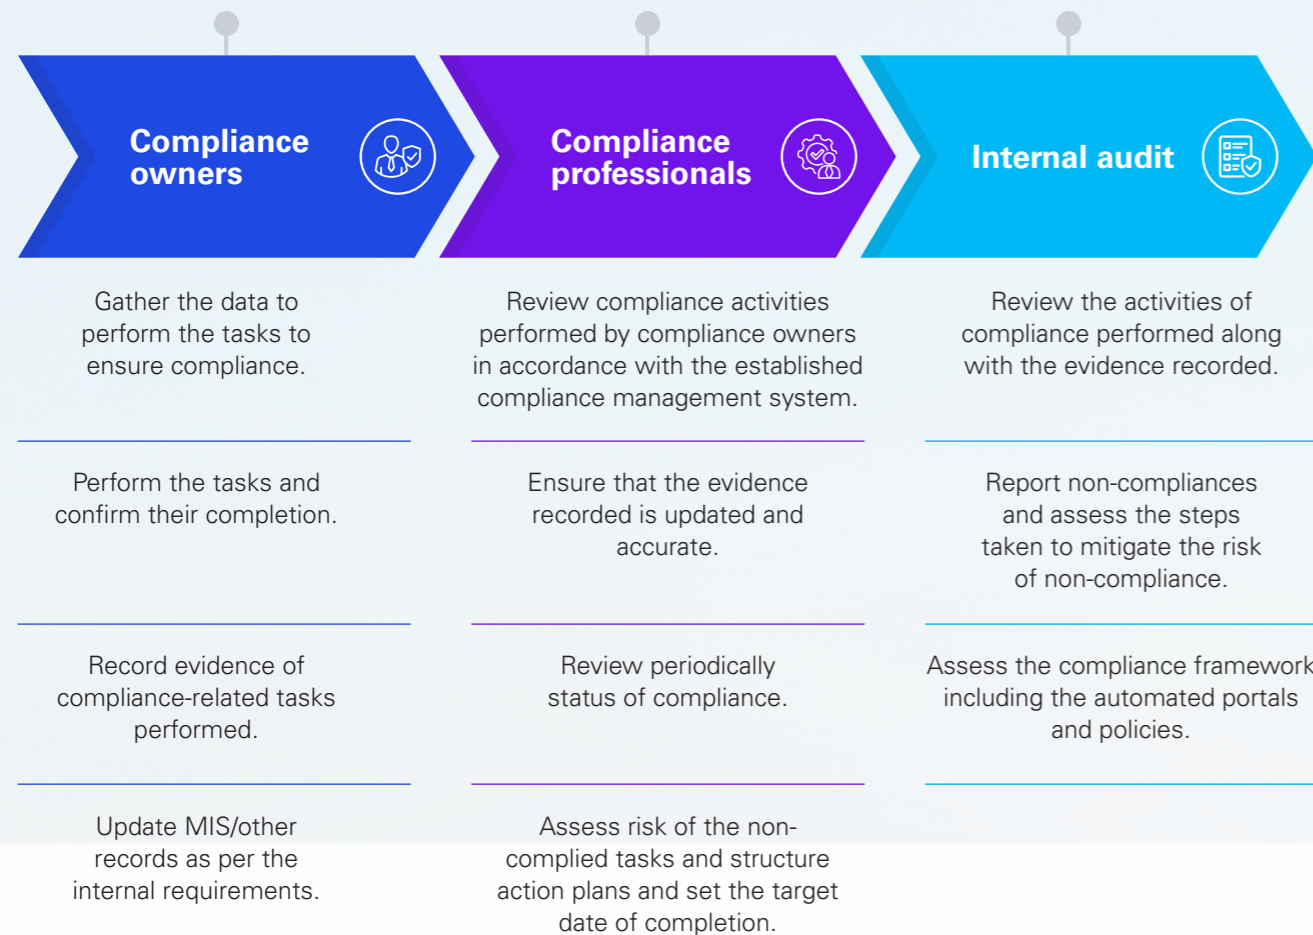 Compliance
owners
Compliance
professionals
Internal audit
Gather the data to
perform the tasks to
ensure compliance.
Review compliance activities
performed by compliance owners
in accordance with the established
compliance management system.
Review the activities of
compliance performed along
with the evidence recorded.
Perform the tasks and
confirm their completion.
Ensure that the evidence
recorded is updated and
accurate.
Report non-compliances
and assess the steps
taken to mitigate the risk
of non-compliance.
Record evidence of
compliance-related tasks
performed.
Review periodically
status of compliance.
Assess the compliance framework
including the automated portals
and policies.
Update MIS/other
records as per the
internal requirements.
Assess risk of the non-
complied tasks and structure
action plans and set the target
date of completion.